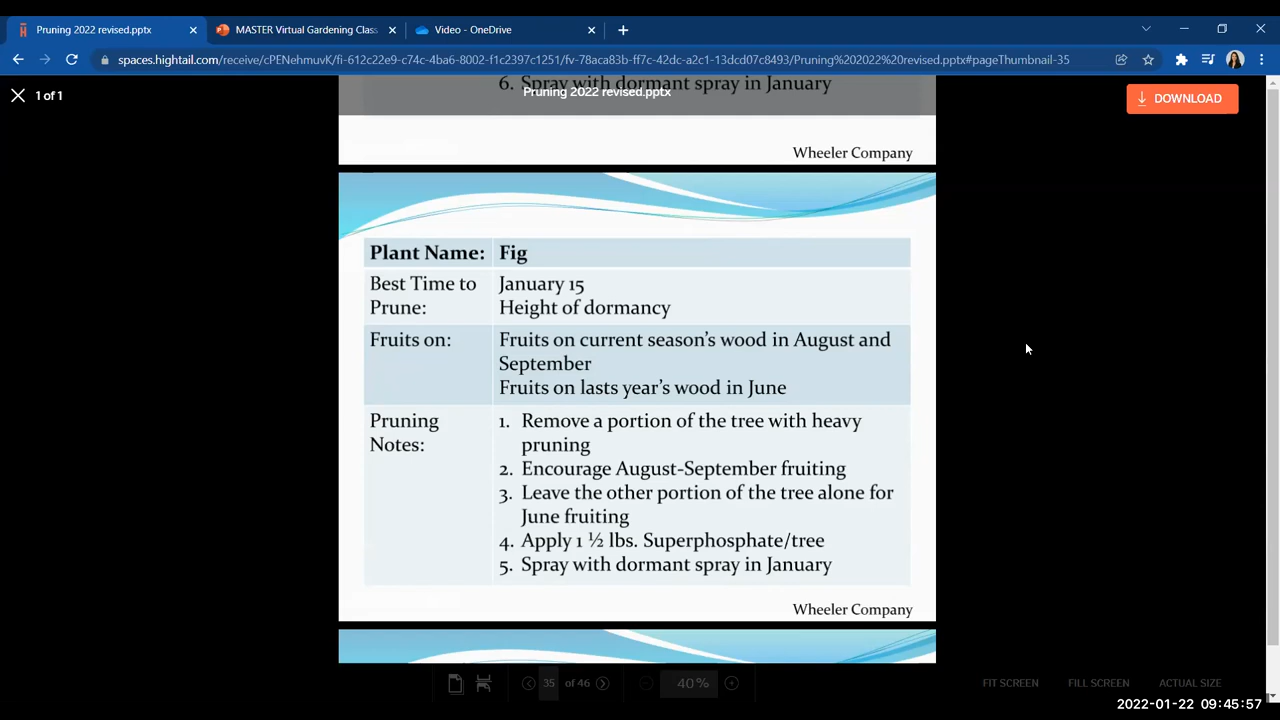 Pruning 2022 revised.pptx
MASTER Virtual Gardening Class
Video - OneDrive
spaces.hightail.com/receive/cPENehmuvK/fi-612c22e9-c74c-4ba6-8002-f1c2397c1251/fv-78aca83b-ff7c-42dc-a2c1-13dcd07c8493/Pruning%202022%20revised.pptx#pageThumbnail-35
6. Spray with dormant spray in January
1 of 1
Pruning 2022 revised.pptx
DOWNLOAD
Wheeler Company
Plant Name: Fig
Best Time to Prune:
January 15
Height of dormancy
Fruits on:
Fruits on current season's wood in August and
September
Fruits on lasts year's wood in June
Pruning
Notes:
1. Remove a portion of the tree with heavy
pruning
2. Encourage August-September fruiting
3. Leave the other portion of the tree alone for
June fruiting
4. Apply 1 ½ lbs. Superphosphate/tree
5. Spray with dormant spray in January
Wheeler Company
35 of 46
40 %
FIT SCREEN
FILL SCREEN
ACTUAL SIZE
2022-01-22 09:45:57